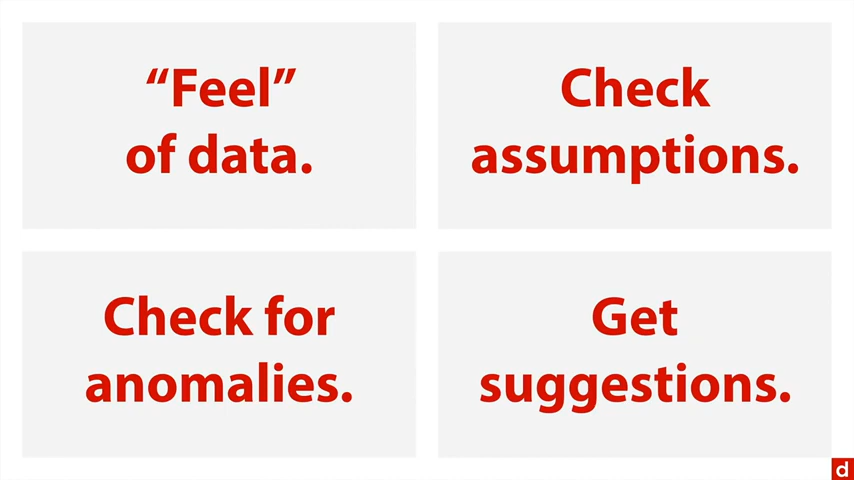 “Feel”
of data.
Check
assumptions.
Check for
anomalies.
Get
suggestions.
d